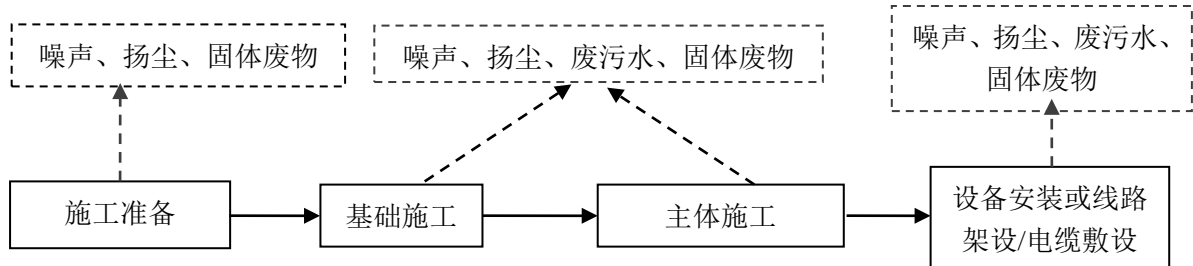 噪声、扬尘、固体废物
噪声、扬尘、废污水、固体废物
噪声、扬尘、废污水、
固体废物
施工准备
基础施工
主体施工
设备安装或线路
架设/电缆敷设